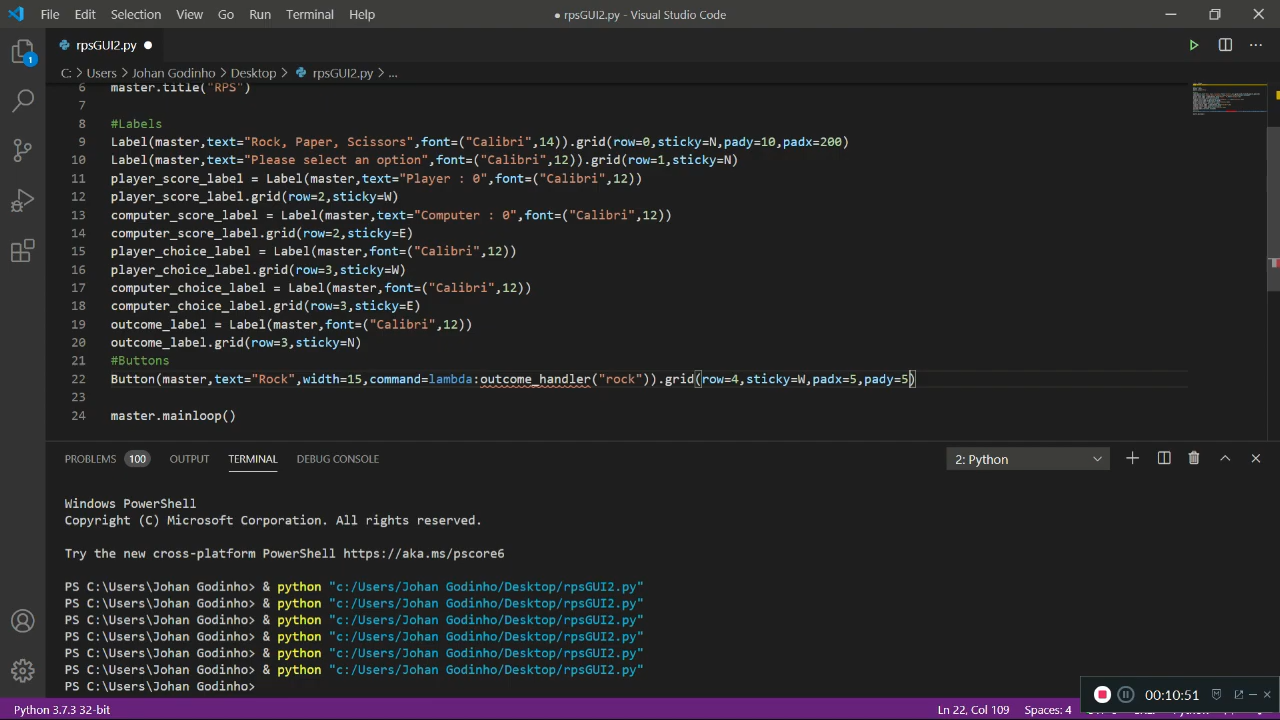 File Edit Selection View Go Run Terminal Help
● rpsGUI2.py - Visual Studio Code
rpsGUI2.py ●
1
C: > Users > Johan Godinho > Desktop > rpsGUI2.py > ...
6 master.title("RPS")
7
8 #Labels
9 Label(master,text="Rock, Paper, Scissors",font=("Calibri",14)).grid(row=0,sticky=N,pady=10,padx=200)
10 Label(master,text="Please select an option",font=("Calibri",12)).grid(row=1,sticky=N)
11 player_score_label = Label(master,text="Player : 0",font=("Calibri",12))
12 player_score_label.grid(row=2,sticky=W)
13 computer_score_label = Label(master,text="Computer : 0",font=("Calibri",12))
14 computer_score_label.grid(row=2,sticky=E)
15 player_choice_label = Label(master,font=("Calibri",12))
16 player_choice_label.grid(row=3,sticky=W)
17 computer_choice_label = Label(master,font=("Calibri",12))
18 computer_choice_label.grid(row=3,sticky=E)
19 outcome_label = Label(master,font=("Calibri",12))
20 outcome_label.grid(row=3,sticky=N)
21 #Buttons
22 Button(master,text="Rock",width=15,command=lambda:outcome_handler("rock")).grid(row=4,sticky=W,padx=5,pady=5)
23
24 master.mainloop()
PROBLEMS 100 OUTPUT TERMINAL DEBUG CONSOLE
2: Python
Windows PowerShell
Copyright (C) Microsoft Corporation. All rights reserved.
Try the new cross-platform PowerShell https://aka.ms/pscore6
PS C:\Users\Johan Godinho> & python "c:/Users/Johan Godinho/Desktop/rpsGUI2.py"
PS C:\Users\Johan Godinho> & python "c:/Users/Johan Godinho/Desktop/rpsGUI2.py"
PS C:\Users\Johan Godinho> & python "c:/Users/Johan Godinho/Desktop/rpsGUI2.py"
PS C:\Users\Johan Godinho> & python "c:/Users/Johan Godinho/Desktop/rpsGUI2.py"
PS C:\Users\Johan Godinho> & python "c:/Users/Johan Godinho/Desktop/rpsGUI2.py"
PS C:\Users\Johan Godinho> & python "c:/Users/Johan Godinho/Desktop/rpsGUI2.py"
PS C:\Users\Johan Godinho>
00:10:51
Python 3.7.3 32-bit
Ln 22, Col 109 Spaces: 4